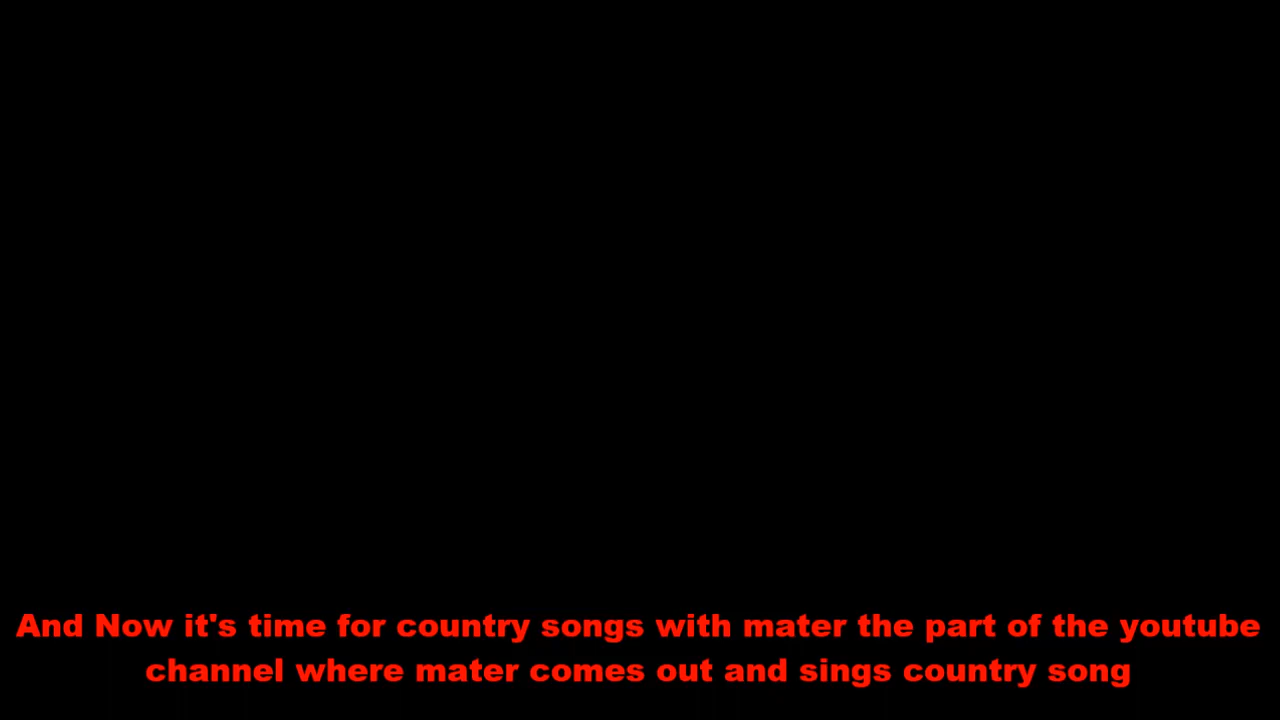 And Now it's time for country songs with mater the part of the youtube
channel where mater comes out and sings country song